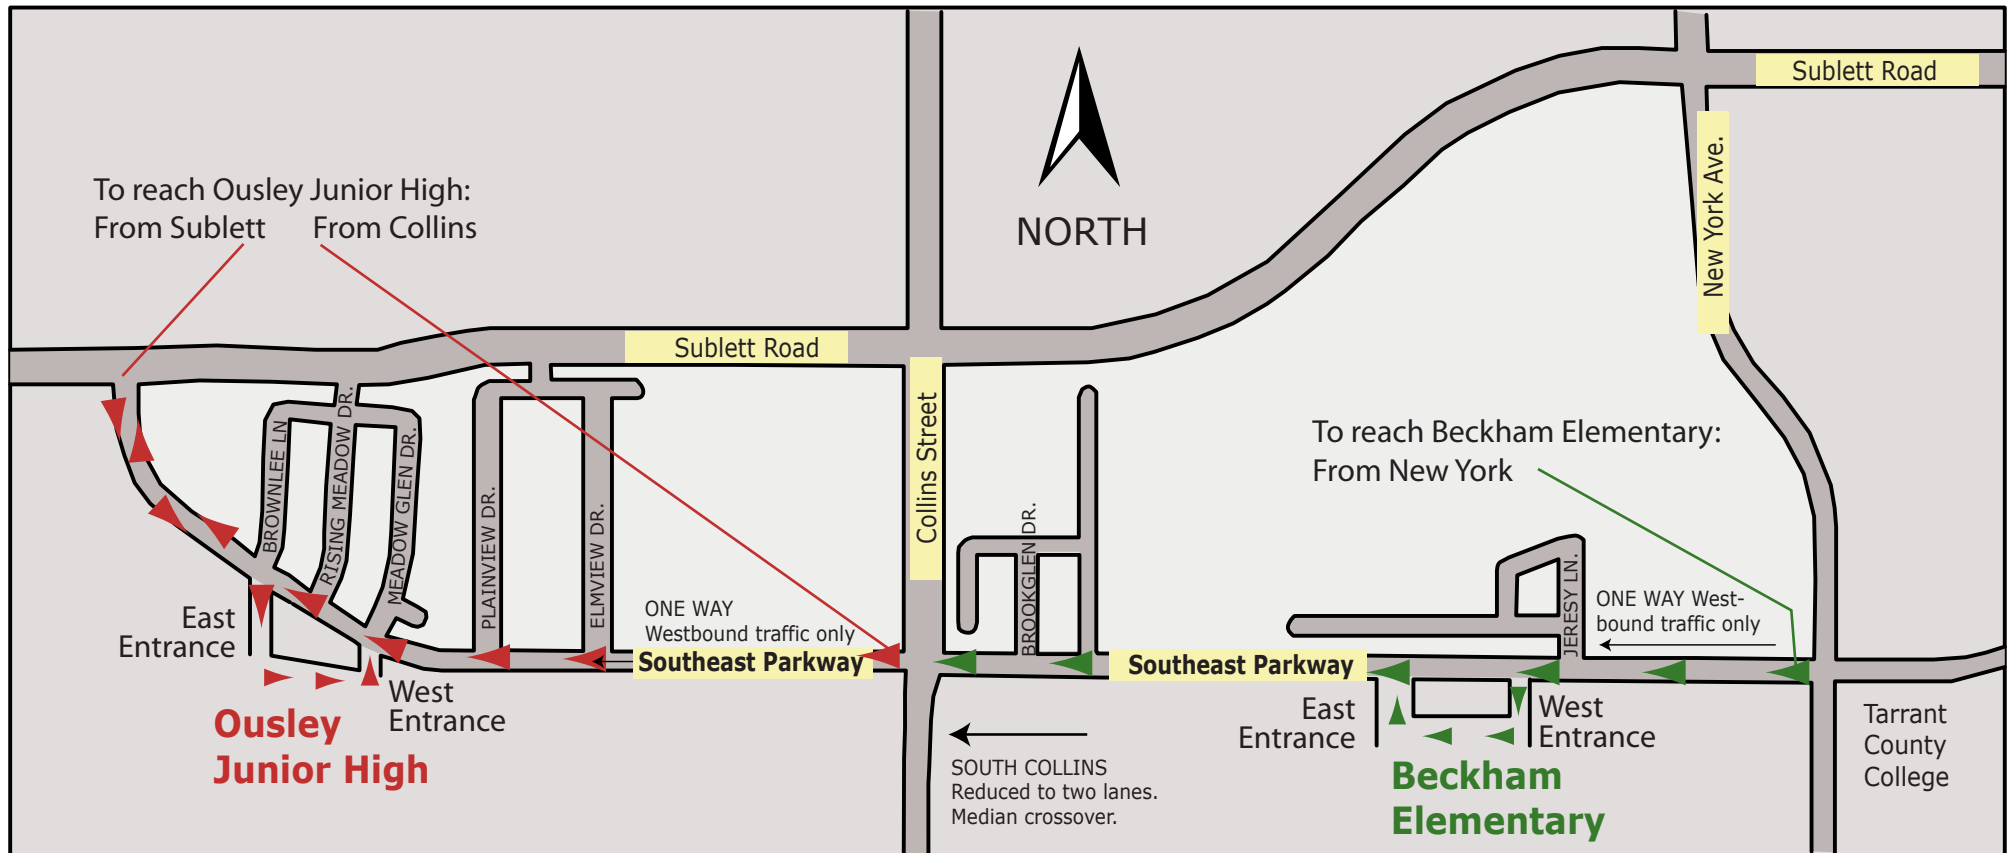 Sublett Road
New York Ave.
To reach Ousley Junior High:
From Sublett From Collins
NORTH
Sublett Road
Collins Street
BROWNLEE LN
RISING MEADOW DR.
MEADOW GLEN DR.
PLAINVIEW DR.
ELMVIEW DR.
BROOKGLEN DR.
JERESY LN.
To reach Beckham Elementary:
From New York
ONE WAY
Westbound traffic only
Southeast Parkway
Southeast Parkway
ONE WAY West-
bound traffic only
East
Entrance
West
Entrance
Ousley
Junior High
SOUTH COLLINS
Reduced to two lanes.
Median crossover.
East
Entrance
West
Entrance
Beckham
Elementary
Tarrant
County
College